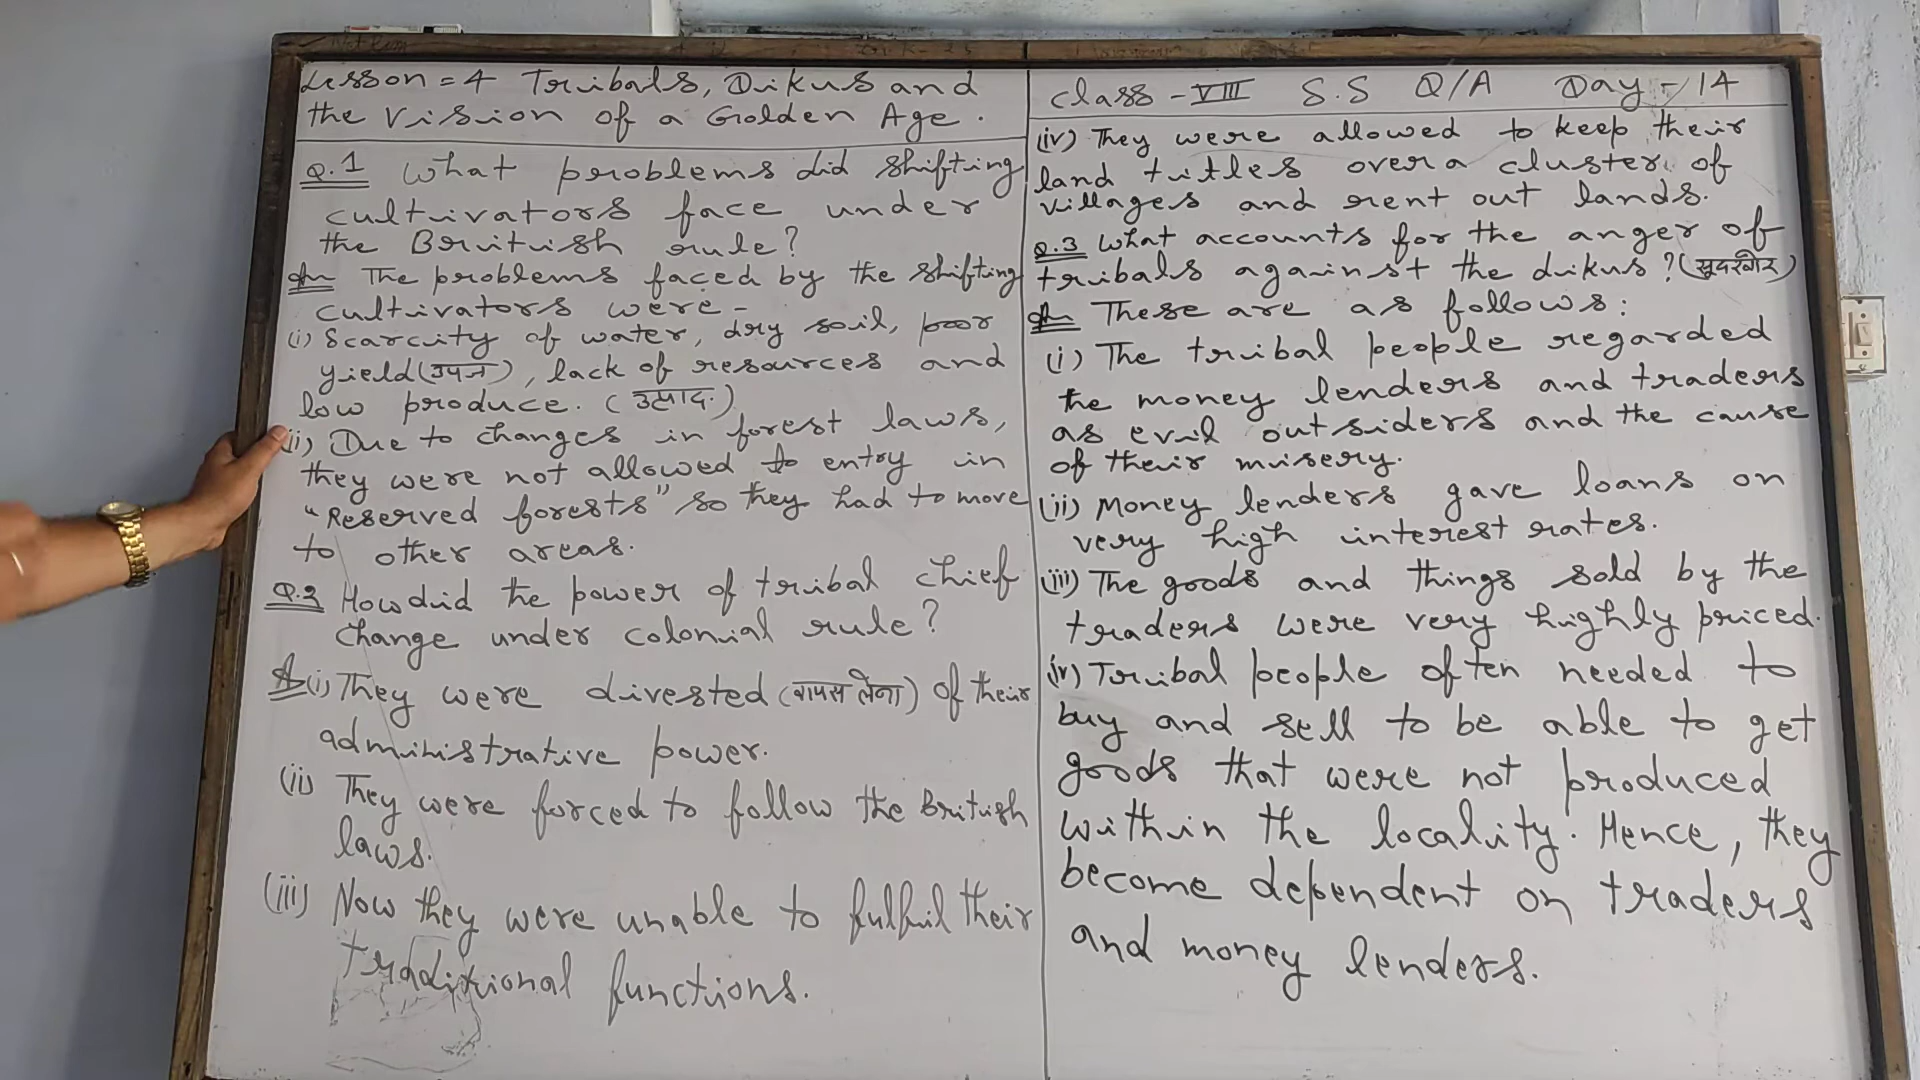 Lesson = 4 Tribals, Dikus and
the Vision of a Golden Age.
Q.1 What problems did shifting
cultivators face under
the British rule?
Ans The problems faced by the shifting
cultivators were -
(i) Scarcity of water, dry soil, poor
yield (उपज), lack of resources and
low produce. (उत्पाद)
(ii) Due to changes in forest laws,
they were not allowed to entry in
"Reserved forests" so they had to move
to other areas.
Q.2 How did the power of tribal chief
change under colonial rule?
A (i) They were divested (वापस लेना) of their
administrative power.
(ii) They were forced to follow the British
laws.
(iii) Now they were unable to fulfil their
traditional functions.
Class - VIII S.S Q/A Day - 14
(iv) They were allowed to keep their
land titles over a cluster of
villages and rent out lands.
Q.3 What accounts for the anger of
tribals against the dikus? (सूदखोर)
Ans These are as follows:
(i) The tribal people regarded
the money lenders and traders
as evil outsiders and the cause
of their misery.
(ii) Money lenders gave loans on
very high interest rates.
(iii) The goods and things sold by the
traders were very highly priced.
(iv) Tribal people often needed to
buy and sell to be able to get
goods that were not produced
within the locality. Hence, they
become dependent on traders
and money lenders.